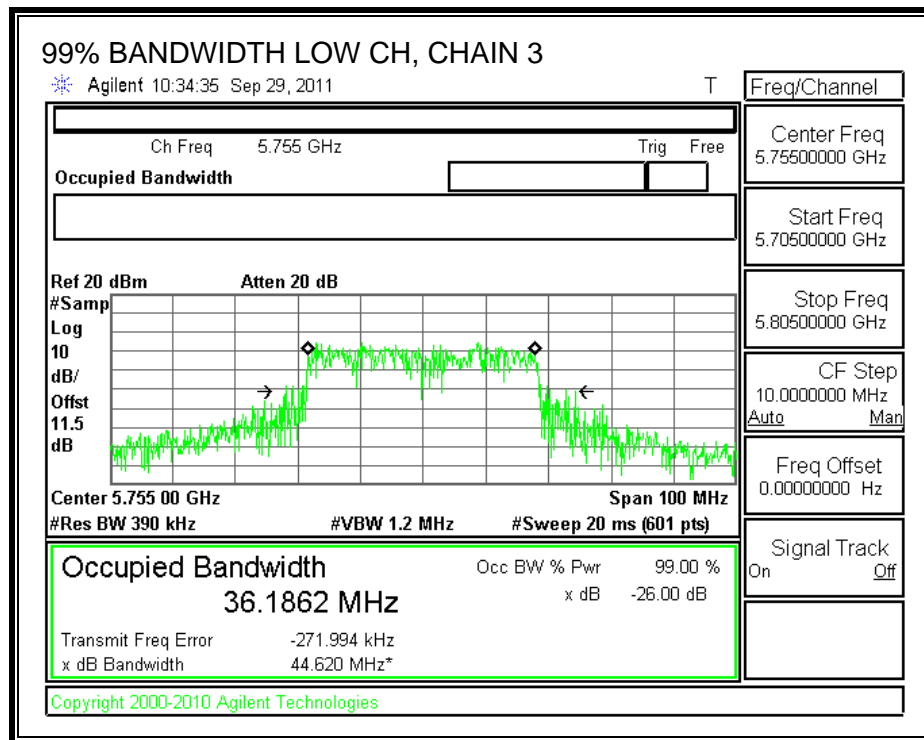 99% BANDWIDTH LOW CH, CHAIN 3
Agilent 10:34:35 Sep 29, 2011 T
Freq/Channel
Ch Freq 5.755 GHz Trig Free
Occupied Bandwidth
Center Freq
5.75500000 GHz
Start Freq
5.70500000 GHz
Stop Freq
5.80500000 GHz
CF Step
10.0000000 MHz
Auto Man
Freq Offset
0.00000000 Hz
Signal Track
On Off
Ref 20 dBm Atten 20 dB
#Samp
Log
10
dB/
Offst
11.5
dB
Center 5.755 00 GHz Span 100 MHz
#Res BW 390 kHz #VBW 1.2 MHz #Sweep 20 ms (601 pts)
Occupied Bandwidth Occ BW % Pwr 99.00 %
36.1862 MHz x dB -26.00 dB
Transmit Freq Error -271.994 kHz
x dB Bandwidth 44.620 MHz*
Copyright 2000-2010 Agilent Technologies